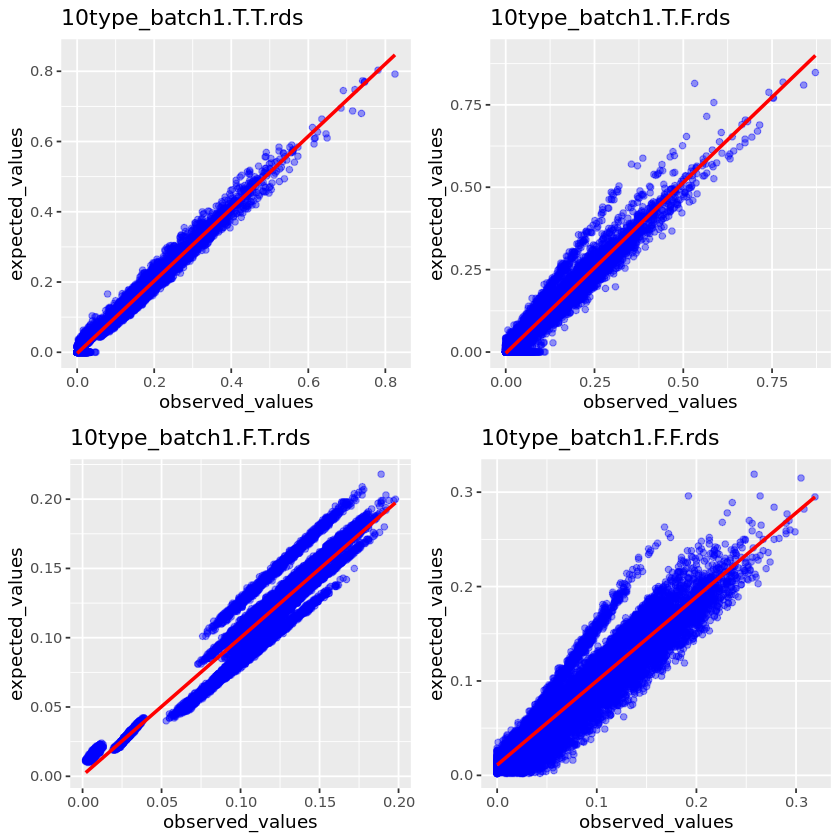 10type_batch1.T.T.rds
expected_values
0.8
0.6
0.4
0.2
0.0
0.0 0.2 0.4 0.6 0.8
observed_values
10type_batch1.T.F.rds
expected_values
0.75
0.50
0.25
0.00
0.00 0.25 0.50 0.75
observed_values
10type_batch1.F.T.rds
expected_values
0.20
0.15
0.10
0.05
0.00
0.00 0.05 0.10 0.15 0.20
observed_values
10type_batch1.F.F.rds
expected_values
0.3
0.2
0.1
0.0
0.0 0.1 0.2 0.3
observed_values